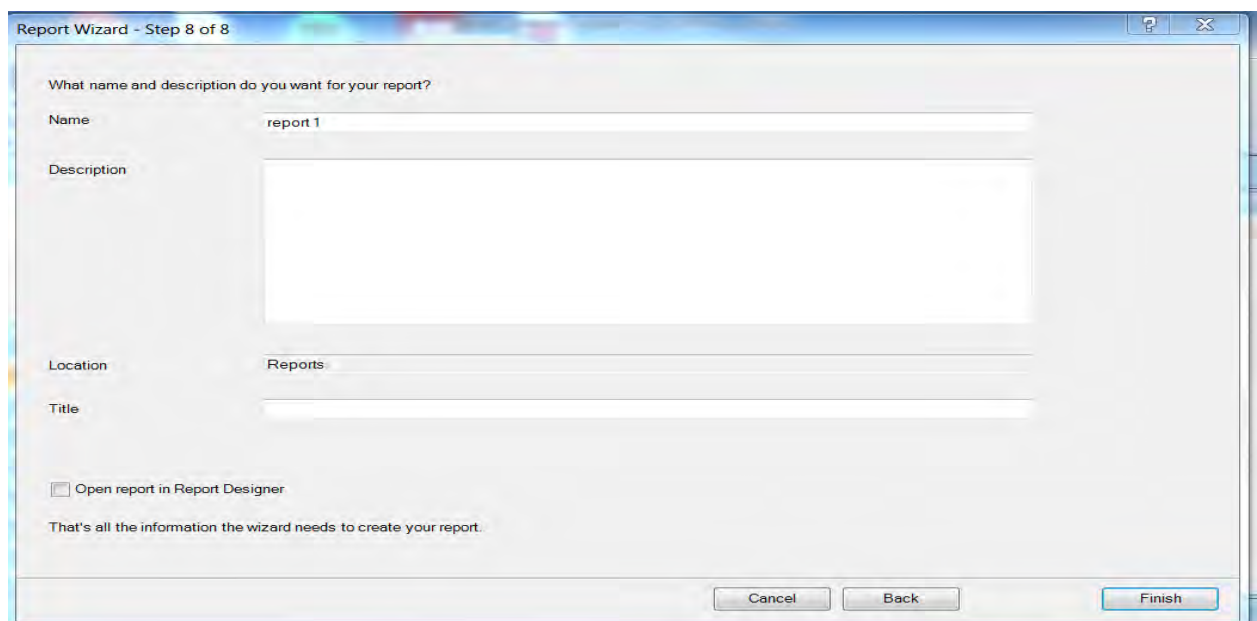 Report Wizard - Step 8 of 8
What name and description do you want for your report?
Name
report 1
Description
Location
Reports
Title
Open report in Report Designer
That's all the information the wizard needs to create your report.
Cancel
Back
Finish